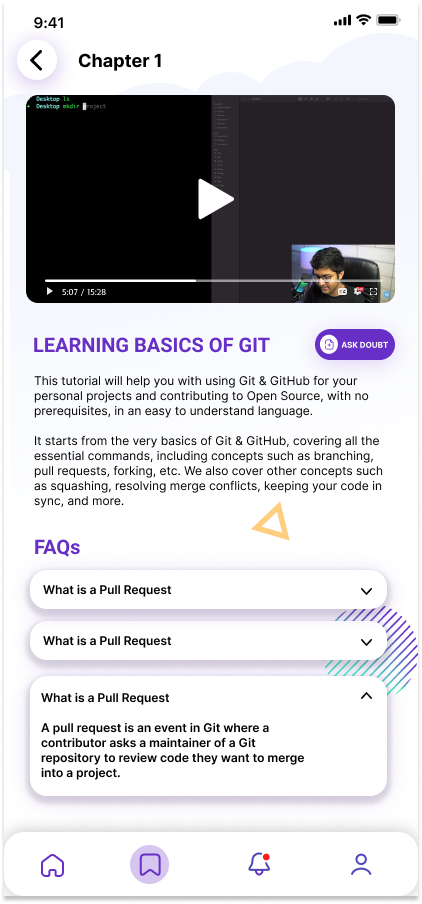 9:41
Chapter 1
Desktop ls
Desktop mkdir project
5:07 / 15:28
LEARNING BASICS OF GIT
ASK DOUBT
This tutorial will help you with using Git & GitHub for your
personal projects and contributing to Open Source, with no
prerequisites, in an easy to understand language.
It starts from the very basics of Git & GitHub, covering all the
essential commands, including concepts such as branching,
pull requests, forking, etc. We also cover other concepts such
as squashing, resolving merge conflicts, keeping your code in
sync, and more.
FAQs
What is a Pull Request
What is a Pull Request
What is a Pull Request
A pull request is an event in Git where a
contributor asks a maintainer of a Git
repository to review code they want to merge
into a project.